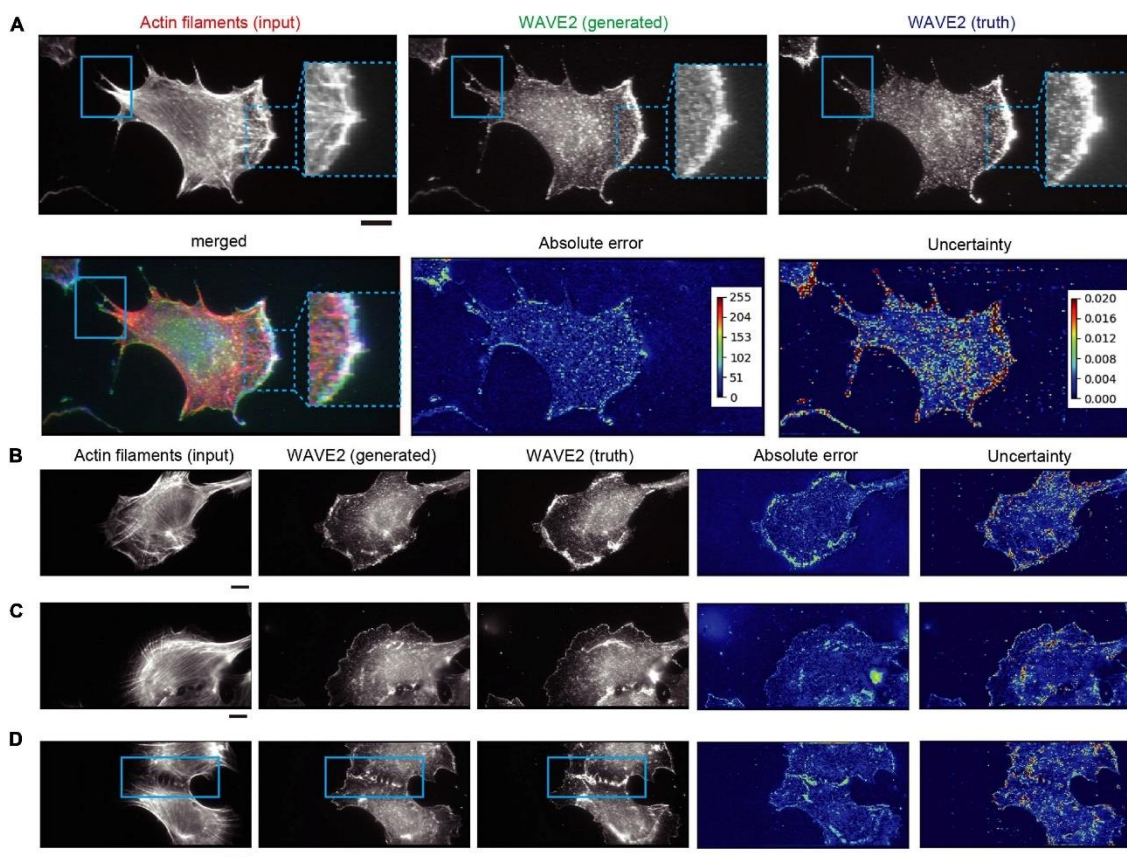 A
Actin filaments (input) WAVE2 (generated) WAVE2 (truth)
merged Absolute error Uncertainty
255 0.020
204 0.016
153 0.012
102 0.008
51 0.004
0 0.000
B
Actin filaments (input) WAVE2 (generated) WAVE2 (truth) Absolute error Uncertainty
C
D